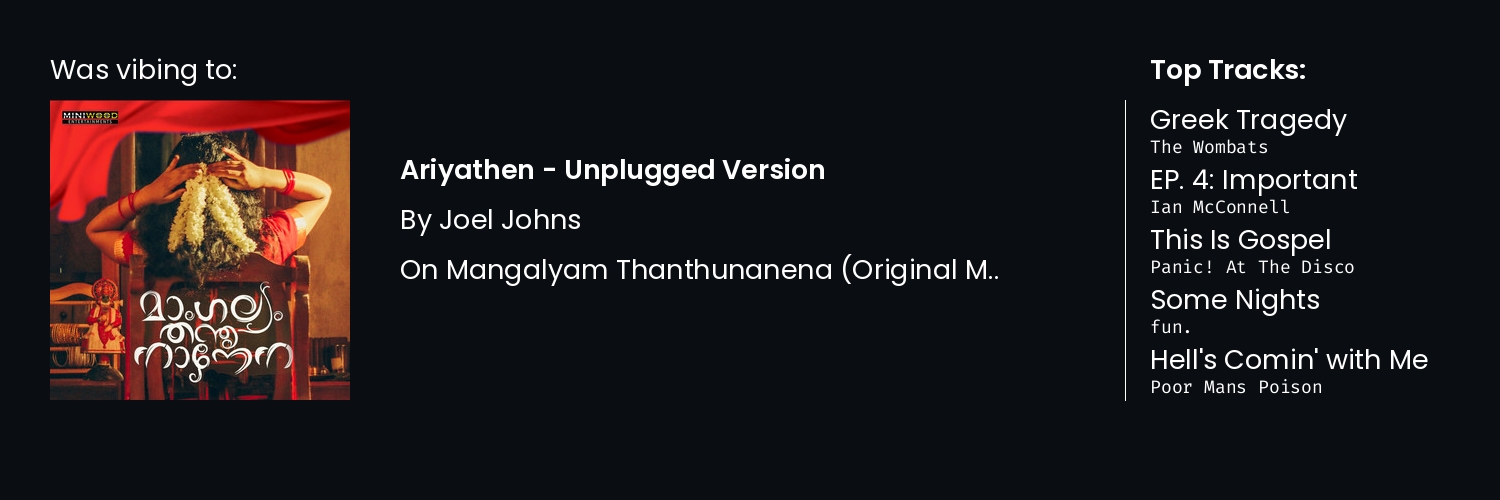 Was vibing to:
MINIWOOD
ENTERTAINMENTS
മാംഗല്യം
തന്തു
നാനേന
Ariyathen - Unplugged Version
By Joel Johns
On Mangalyam Thanthunanena (Original M..
Top Tracks:
Greek Tragedy
The Wombats
EP. 4: Important
Ian McConnell
This Is Gospel
Panic! At The Disco
Some Nights
fun.
Hell's Comin' with Me
Poor Mans Poison